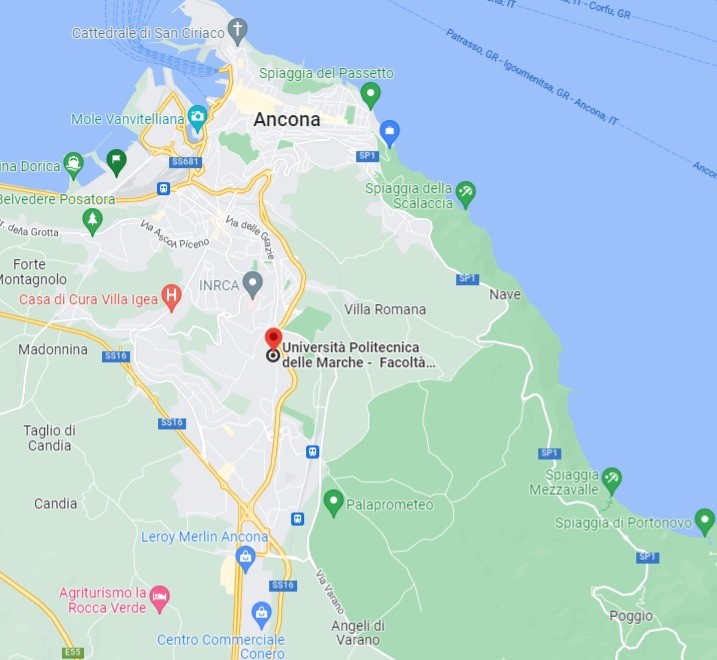 na, IT
IT - Corfu, GR
Patrasso, GR - Igoumenitsa, GR - Ancona, IT
Ancon
Cattedrale di San Ciriaco
Spiaggia del Passetto
Mole Vanvitelliana
Ancona
SP1
SS681
ina Dorica
Belvedere Posatora
Spiaggia della
Scalaccia
Via Ascoli Piceno
Via delle Grazie
Str. della Grotta
Forte
Montagnolo
INRCA
SP1
Nave
Casa di Cura Villa Igea
Villa Romana
Madonnina
SS16
Università Politecnica
delle Marche - Facoltà...
SS16
Taglio di
Candia
SP1
Spiaggia
Mezzavalle
Candia
Palaprometeo
Spiaggia di Portonovo
Leroy Merlin Ancona
SP1
SS16
Via Varano
Agriturismo la
Rocca Verde
Poggio
Angeli di
Varano
Centro Commerciale
Conero
E55